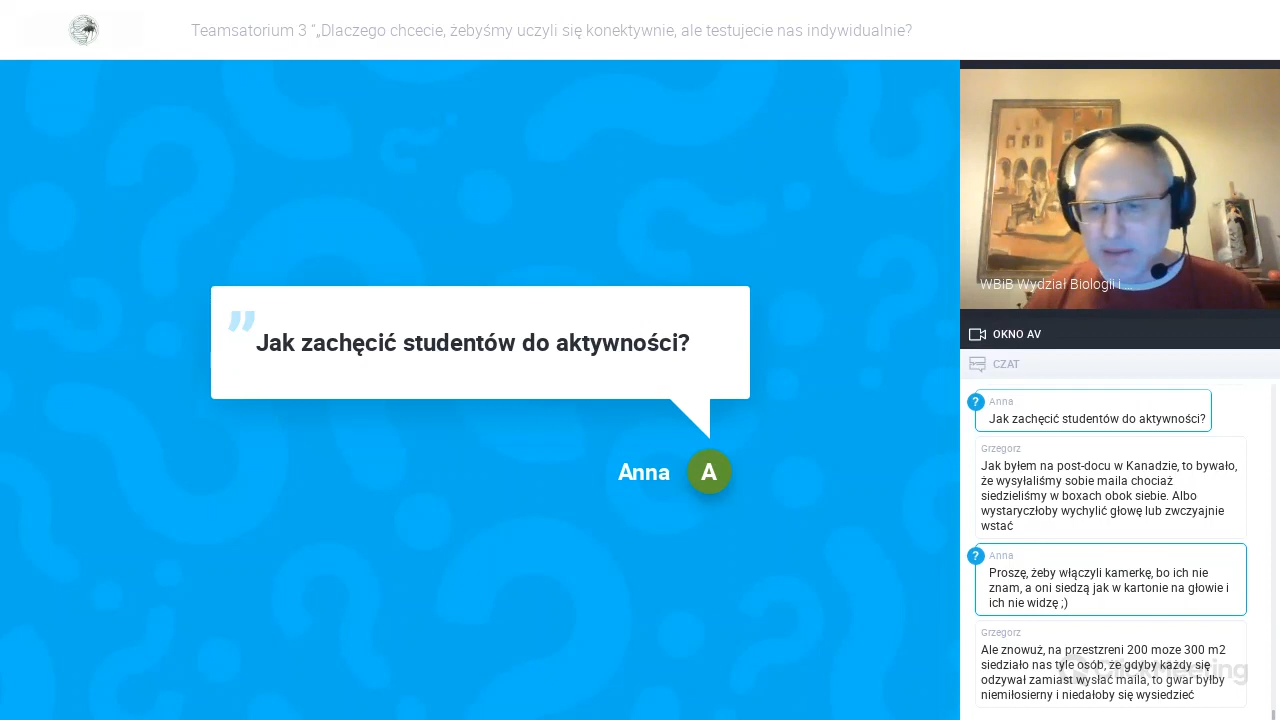 Teamsatorium 3 “„Dlaczego chcecie, żebyśmy uczyli się konektywnie, ale testujecie nas indywidualnie?
Jak zachęcić studentów do aktywności?
Anna
A
WBiB Wydział Biologii i ...
OKNO AV
CZAT
?
Anna
Jak zachęcić studentów do aktywności?
Grzegorz
Jak byłem na post-docu w Kanadzie, to bywało,
że wysyłaliśmy sobie maila chociaż
siedzieliśmy w boxach obok siebie. Albo
wystaryczłoby wychylić głowę lub zwczyajnie
wstać
?
Anna
Proszę, żeby włączyli kamerkę, bo ich nie
znam, a oni siedzą jak w kartonie na głowie i
ich nie widzę ;)
Grzegorz
Ale znowuż, na przestzreni 200 moze 300 m2
siedziało nas tyle osób, że gdyby każdy się
odzywał zamiast wysłać maila, to gwar byłby
niemiłosierny i niedałoby się wysiedzieć